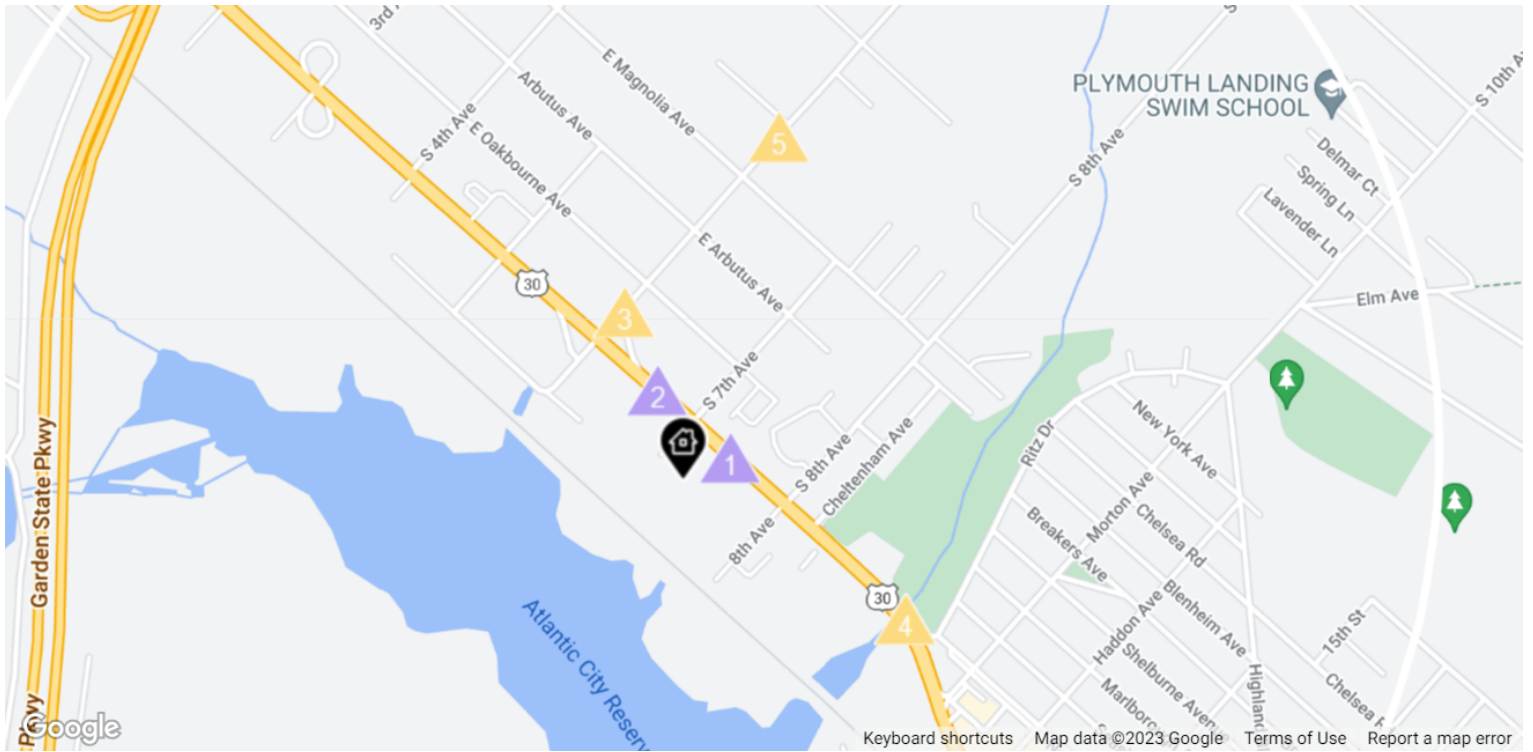 3rd
E Magnolia Ave
Arbutus Ave
S 4th Ave
E Oakbourne Ave
5
PLYMOUTH LANDING
SWIM SCHOOL
S 10th Av
S 8th Ave
Delmar Ct
Spring Ln
Lavender Ln
E Arbutus Ave
30
Elm Ave
3
2
S 7th Ave
1
S 8th Ave
Cheltenham Ave
8th Ave
Ritz Dr
New York Ave
Morton Ave
Chelsea Rd
Breakers Ave
Garden State Pkwy
30
4
Atlantic City Reserv
Haddon Ave
Blenheim Ave
15th St
Shelburne Avenu
Highland
Chelsea R
Marlboro
Pkwy
Google
Keyboard shortcuts Map data ©2023 Google Terms of Use Report a map error